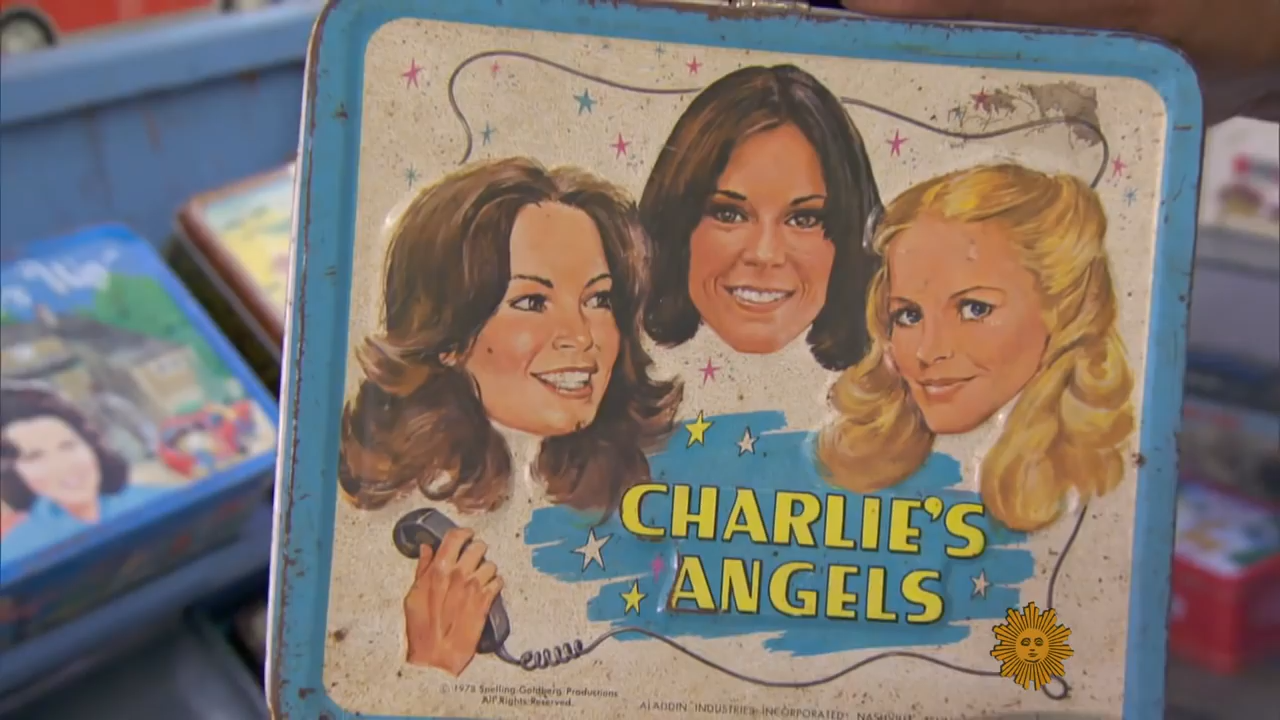 CHARLIE'S
ANGELS
© 1978 Spelling-Goldberg Productions
All Rights Reserved.
ALADDIN INDUSTRIES INCORPORATED NASHVILLE